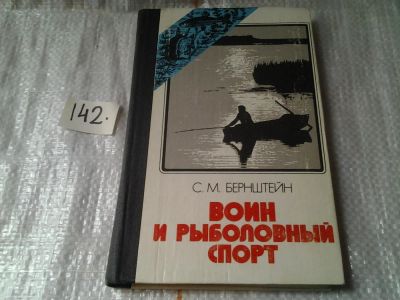 142.
С. М. БЕРНШТЕЙН
ВОИН
И РЫБОЛОВНЫЙ
СПОРТ